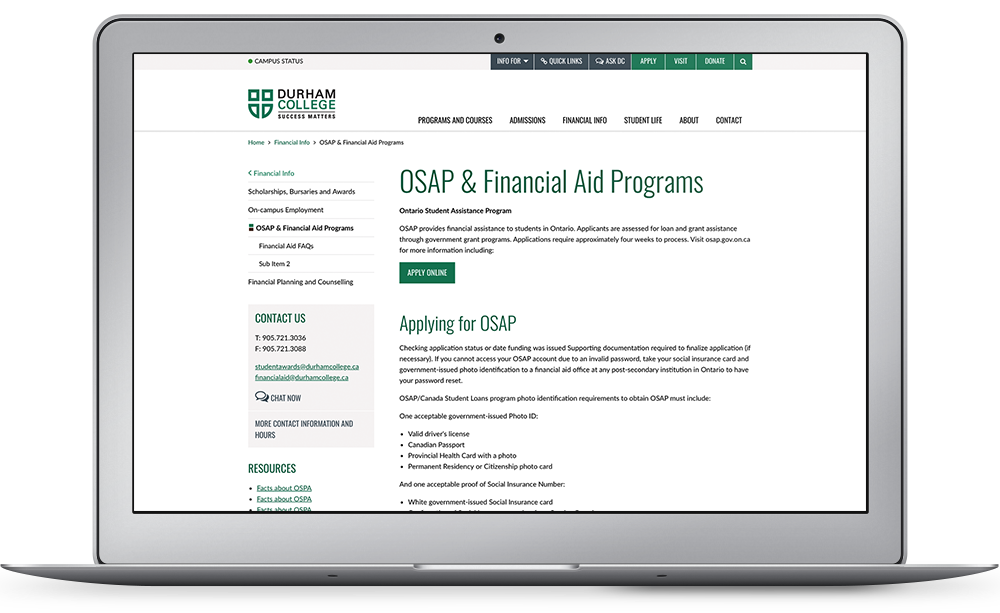 CAMPUS STATUS
INFO FOR
QUICK LINKS
ASK DC
APPLY
VISIT
DONATE
DURHAM
COLLEGE
SUCCESS MATTERS
PROGRAMS AND COURSES
ADMISSIONS
FINANCIAL INFO
STUDENT LIFE
ABOUT
CONTACT
Home > Financial Info > OSAP & Financial Aid Programs
< Financial Info
Scholarships, Bursaries and Awards
On-campus Employment
OSAP & Financial Aid Programs
Financial Aid FAQs
Sub Item 2
Financial Planning and Counselling
CONTACT US
T: 905.721.3036
F: 905.721.3088
studentawards@durhamcollege.ca
financialaid@durhamcollege.ca
CHAT NOW
MORE CONTACT INFORMATION AND
HOURS
RESOURCES
• Facts about OSPA
• Facts about OSPA
• Facts about OSPA
OSAP & Financial Aid Programs
Ontario Student Assistance Program
OSAP provides financial assistance to students in Ontario. Applicants are assessed for loan and grant assistance
through government grant programs. Applications require approximately four weeks to process. Visit osap.gov.on.ca
for more information including:
APPLY ONLINE
Applying for OSAP
Checking application status or date funding was issued Supporting documentation required to finalize application (if
necessary). If you cannot access your OSAP account due to an invalid password, take your social insurance card and
government-issued photo identification to a financial aid office at any post-secondary institution in Ontario to have
your password reset.
OSAP/Canada Student Loans program photo identification requirements to obtain OSAP must include:
One acceptable government-issued Photo ID:
• Valid driver's license
• Canadian Passport
• Provincial Health Card with a photo
• Permanent Residency or Citizenship photo card
And one acceptable proof of Social Insurance Number:
• White government-issued Social Insurance card